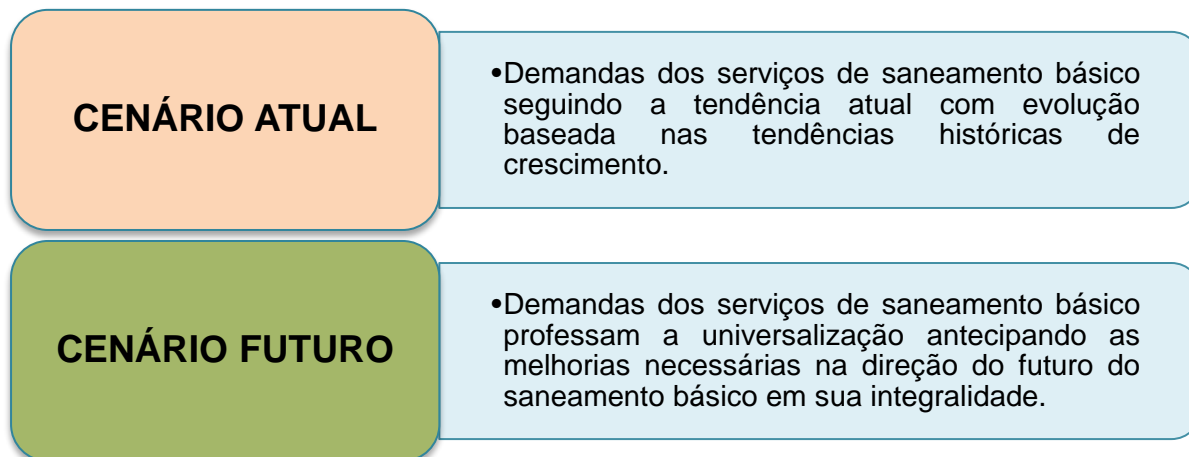 CENÁRIO ATUAL
•Demandas dos serviços de saneamento básico
seguindo a tendência atual com evolução
baseada nas tendências históricas de
crescimento.
CENÁRIO FUTURO
•Demandas dos serviços de saneamento básico
professam a universalização antecipando as
melhorias necessárias na direção do futuro do
saneamento básico em sua integralidade.